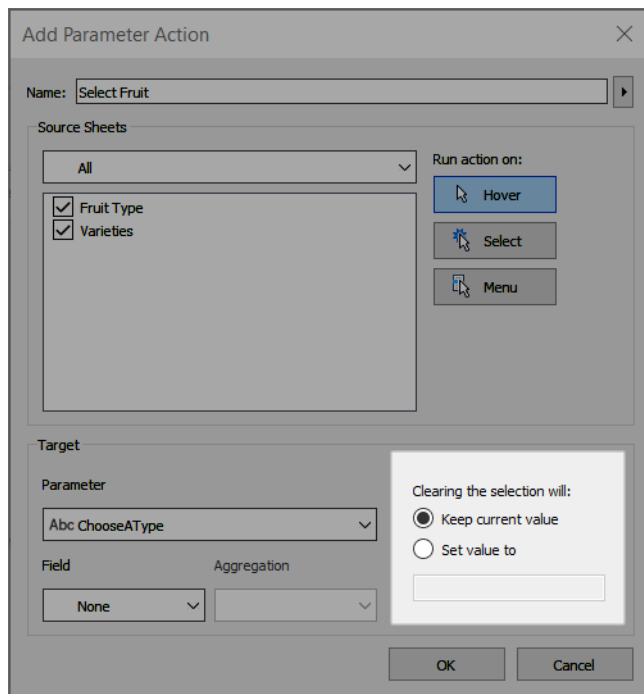 Add Parameter Action
Name: Select Fruit
Source Sheets
All
Run action on:
Fruit Type
Varieties
Hover
Select
Menu
Target
Parameter
Abc ChooseAType
Field
Aggregation
None
Clearing the selection will:
Keep current value
Set value to
OK
Cancel